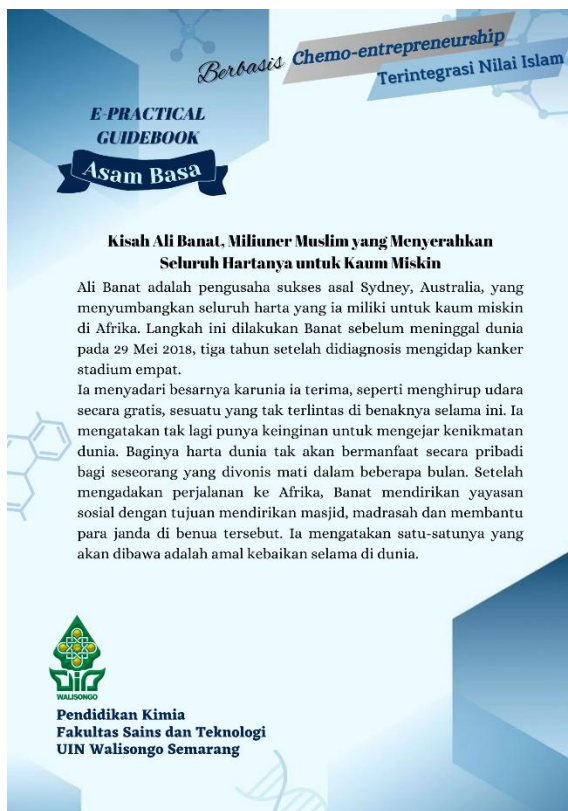 Berbasis Chemo-entrepreneurship
Terintegrasi Nilai Islam
E-PRACTICAL
GUIDEBOOK
Asam Basa
Kisah Ali Banat, Miliuner Muslim yang Menyerahkan
Seluruh Hartanya untuk Kaum Miskin
Ali Banat adalah pengusaha sukses asal Sydney, Australia, yang
menyumbangkan seluruh harta yang ia miliki untuk kaum miskin
di Afrika. Langkah ini dilakukan Banat sebelum meninggal dunia
pada 29 Mei 2018, tiga tahun setelah didiagnosis mengidap kanker
stadium empat.
Ia menyadari besarnya karunia ia terima, seperti menghirup udara
secara gratis, sesuatu yang tak terlintas di benaknya selama ini. Ia
mengatakan tak lagi punya keinginan untuk mengejar kenikmatan
dunia. Baginya harta dunia tak akan bermanfaat secara pribadi
bagi seseorang yang divonis mati dalam beberapa bulan. Setelah
mengadakan perjalanan ke Afrika, Banat mendirikan yayasan
sosial dengan tujuan mendirikan masjid, madrasah dan membantu
para janda di benua tersebut. Ia mengatakan satu-satunya yang
akan dibawa adalah amal kebaikan selama di dunia.
WALISONGO
Pendidikan Kimia
Fakultas Sains dan Teknologi
UIN Walisongo Semarang